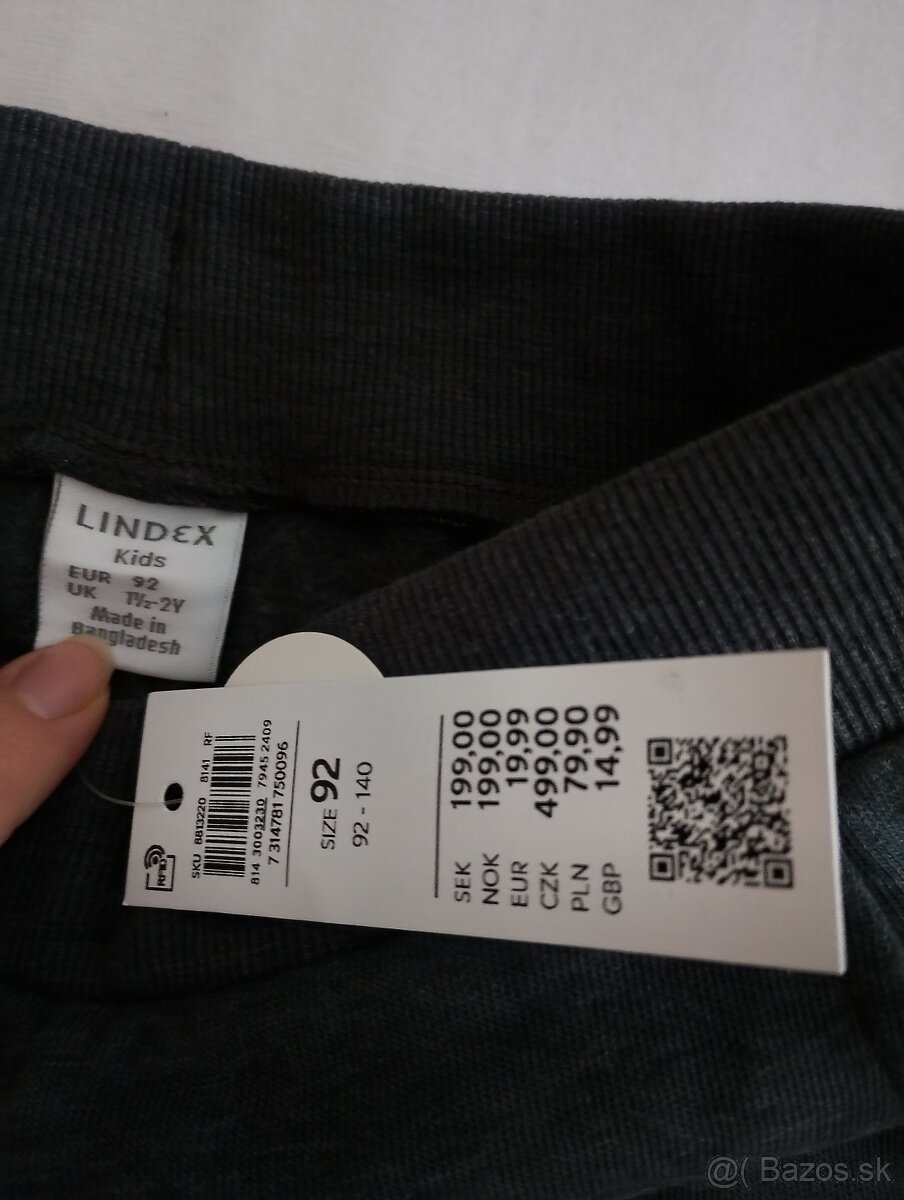 LINDEX
Kids
EUR 92
UK 1½-2Y
Made in
Bangladesh
RFID
SKU 8813220 8141 RF
814 3003230 7945 2409
7 314781 750096
SIZE 92
92 - 140
SEK 199,00
NOK 199,00
EUR 19,99
CZK 499,00
PLN 79,90
GBP 14,99
@( Bazos.sk